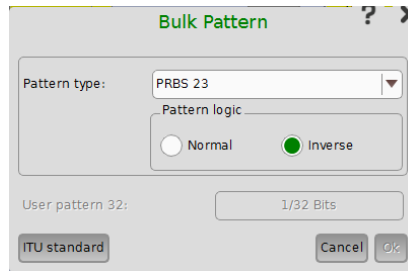 Bulk Pattern ?
Pattern type: PRBS 23
Pattern logic
Normal Inverse
User pattern 32: 1/32 Bits
ITU standard Cancel Ok